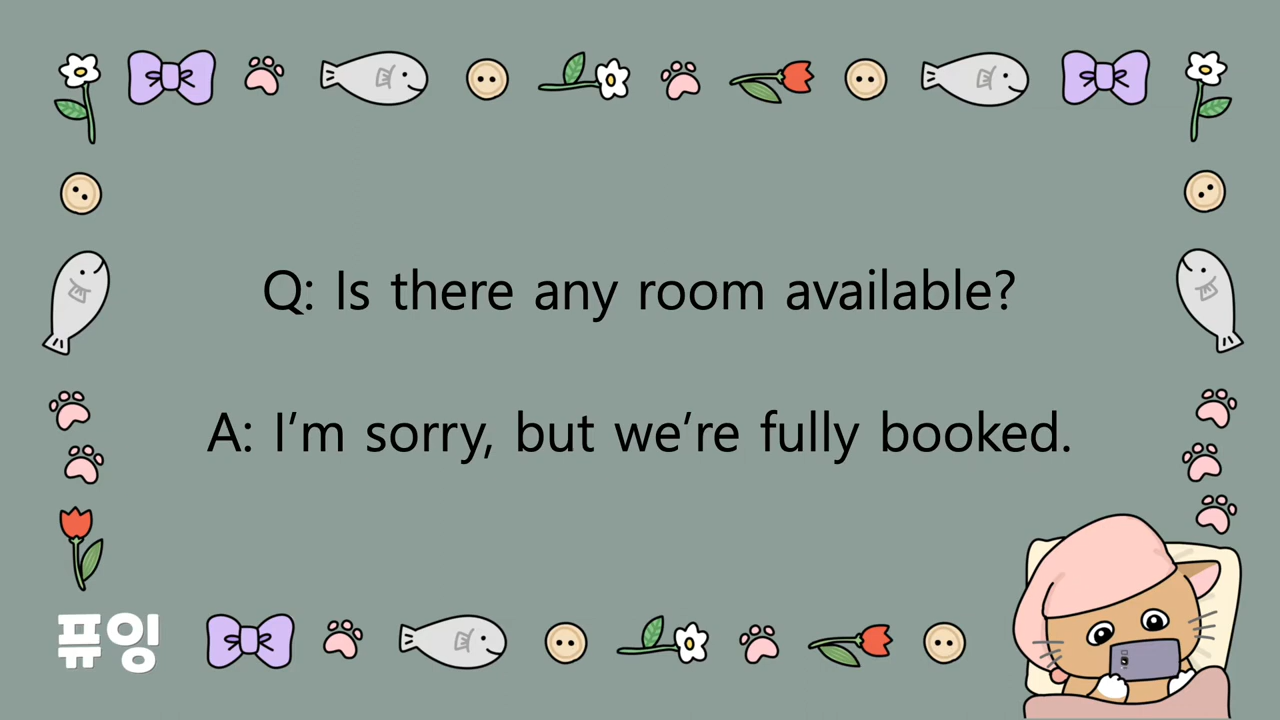 Q: Is there any room available?
A: I’m sorry, but we’re fully booked.
퓨잉